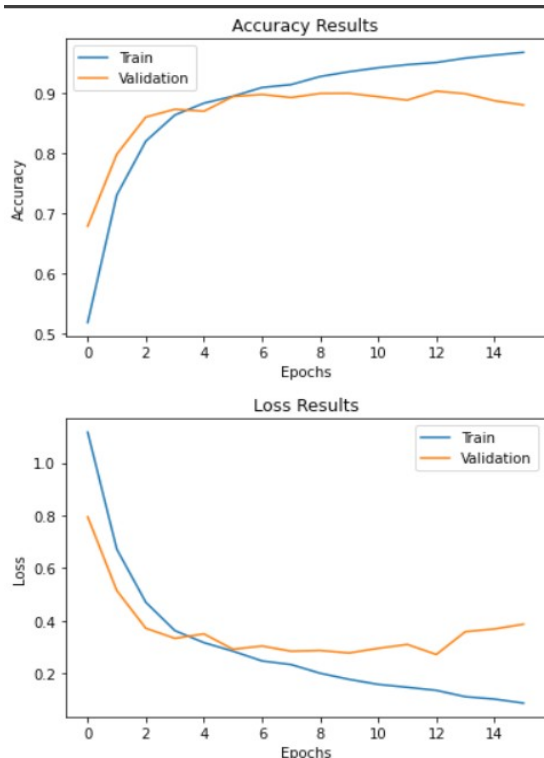 Accuracy Results
Train
Validation
0.9
0.8
0.7
0.6
0.5
Accuracy
0 2 4 6 8 10 12 14
Epochs
Loss Results
Train
Validation
1.0
0.8
0.6
0.4
0.2
Loss
0 2 4 6 8 10 12 14
Epochs